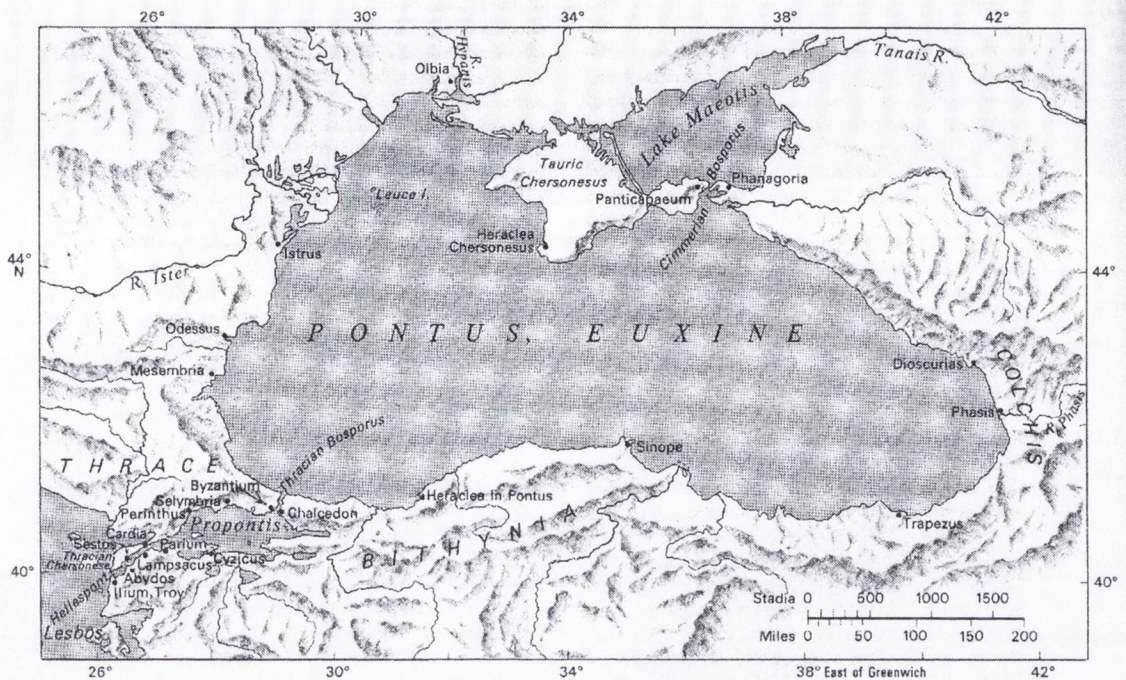 26°
30°
34°
38°
42°
Tanais R.
Hypanis R.
Olbia
Lake Maeotis
Bosporus
Tauric
Chersonesus
Phanagoria
Leuce I.
Panticapaeum
Cimmerian
Heraclea
Chersonesus
Istrus
44°
N
44°
R. Ister
Odessus
PONTUS, EUXINE
Mesembria
Dioscurias
COLCHIS
Phasis
R. Phasis
Thracian Bosporus
Sinope
THRACE
Byzantium
Selymbria
Heraclea in Pontus
Perinthus
Propontis
Chalcedon
BITHYNIA
Trapezus
Cardia
Sestos
Parium
Thracian
Chersonese
Cyzicus
Lampsacus
40°
40°
Abydos
Hellespont
Ilium, Troy
Stadia 0 500 1000 1500
Lesbos
Miles 0 50 100 150 200
26°
30°
34°
38° East of Greenwich
42°